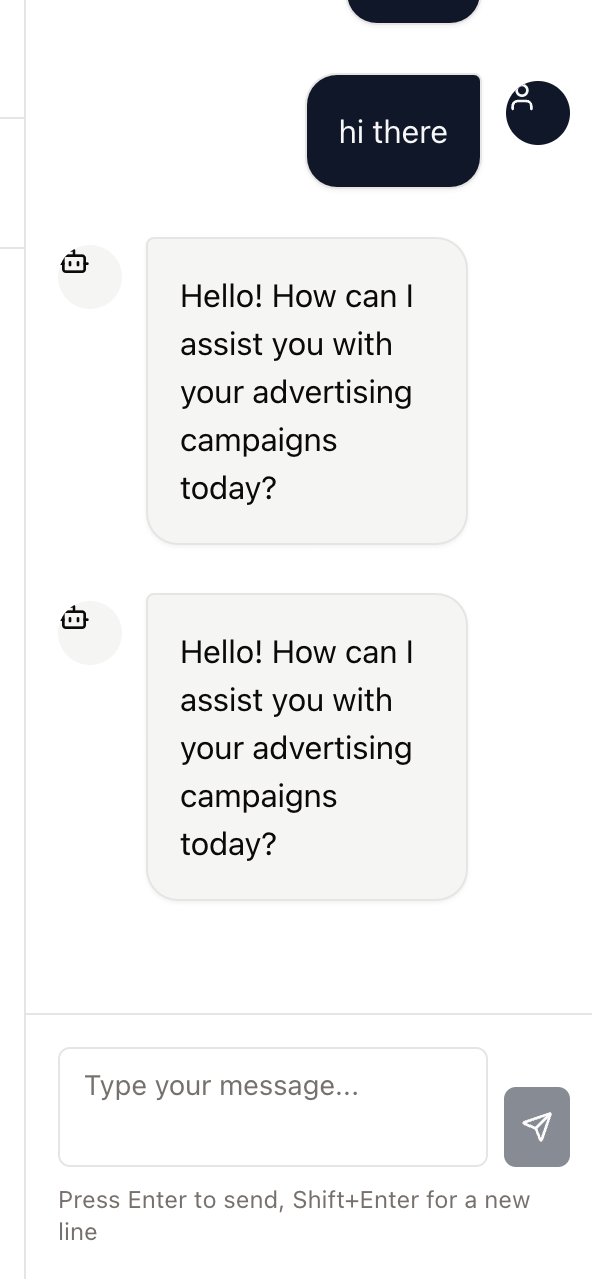 hi there
Hello! How can I
assist you with
your advertising
campaigns
today?
Hello! How can I
assist you with
your advertising
campaigns
today?
Type your message...
Press Enter to send, Shift+Enter for a new
line